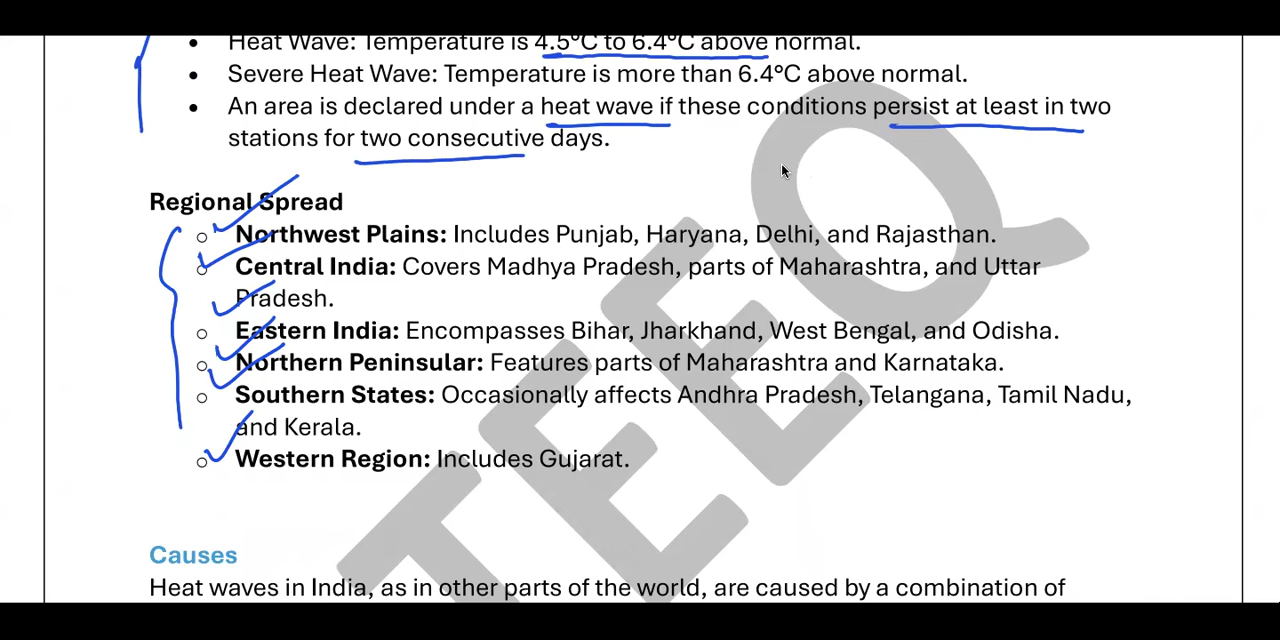 • Heat Wave: Temperature is 4.5°C to 6.4°C above normal.
• Severe Heat Wave: Temperature is more than 6.4°C above normal.
• An area is declared under a heat wave if these conditions persist at least in two
stations for two consecutive days.
Regional Spread
○ Northwest Plains: Includes Punjab, Haryana, Delhi, and Rajasthan.
○ Central India: Covers Madhya Pradesh, parts of Maharashtra, and Uttar
Pradesh.
○ Eastern India: Encompasses Bihar, Jharkhand, West Bengal, and Odisha.
○ Northern Peninsular: Features parts of Maharashtra and Karnataka.
○ Southern States: Occasionally affects Andhra Pradesh, Telangana, Tamil Nadu,
and Kerala.
○ Western Region: Includes Gujarat.
Causes
Heat waves in India, as in other parts of the world, are caused by a combination of
TEEQ